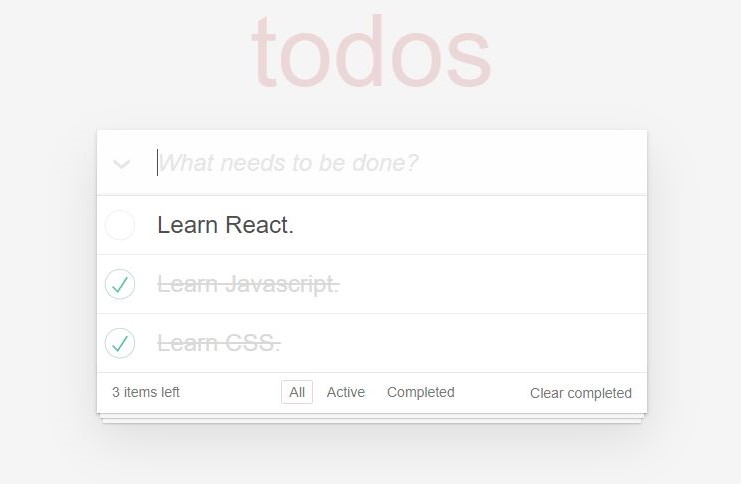 todos
What needs to be done?
Learn React.
Learn Javascript.
Learn CSS.
3 items left All Active Completed Clear completed